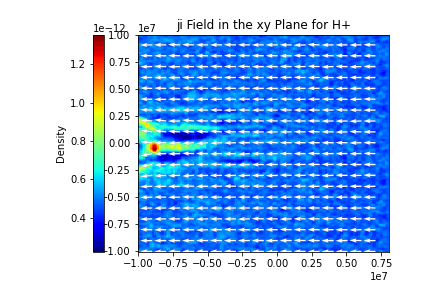 ji Field in the xy Plane for H+
1e−12
1e7
1.00
0.75
0.50
0.25
0.00
−0.25
−0.50
−0.75
−1.00
1.2
1.0
0.8
0.6
0.4
Density
−1.00 −0.75 −0.50 −0.25 0.00 0.25 0.50 0.75
1e7